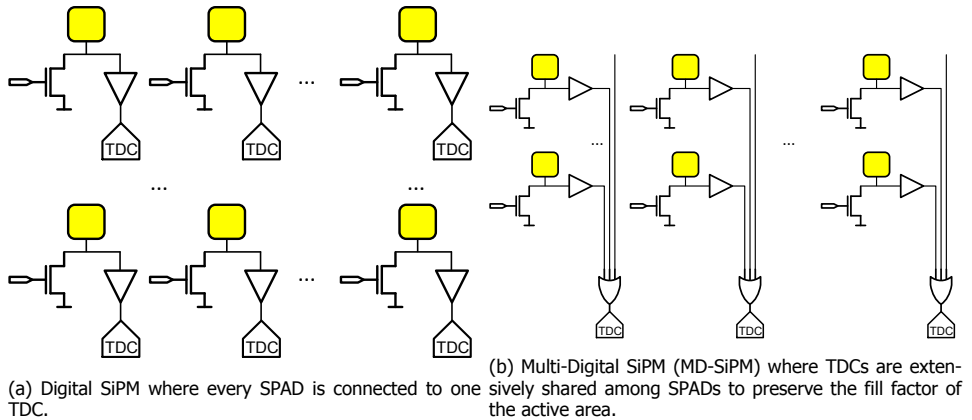 TDC TDC ... TDC
... ...
TDC TDC ... TDC
(a) Digital SiPM where every SPAD is connected to one
TDC.
... ...
TDC TDC TDC
(b) Multi-Digital SiPM (MD-SiPM) where TDCs are exten-
sively shared among SPADs to preserve the fill factor of
the active area.